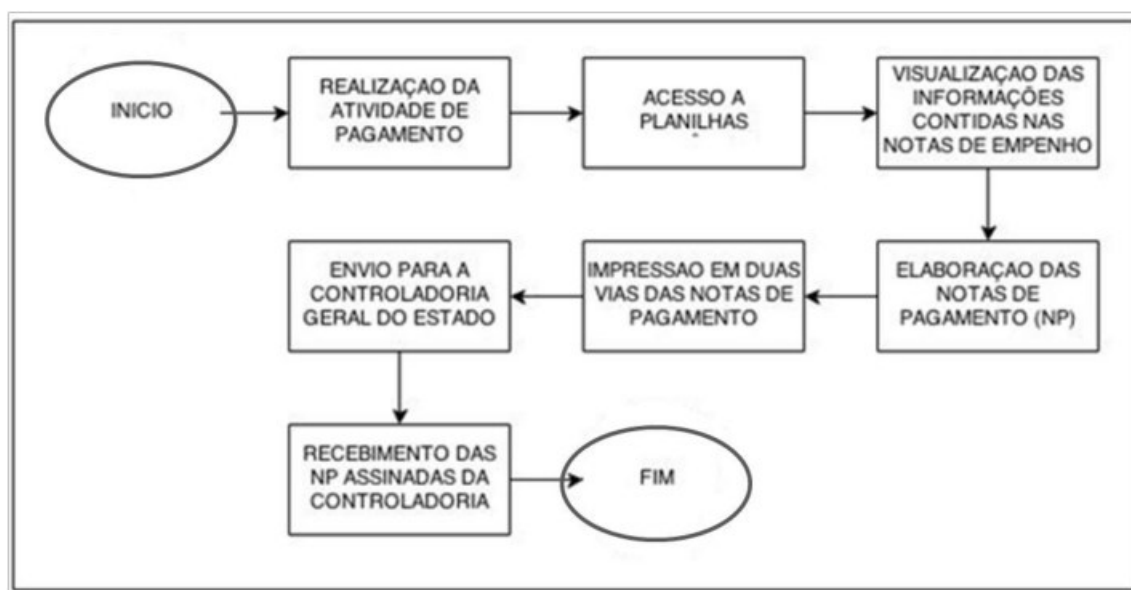 INICIO
REALIZAÇAO DA
ATIVIDADE DE
PAGAMENTO
ACESSO A
PLANILHAS
VISUALIZAÇAO DAS
INFORMAÇÕES
CONTIDAS NAS
NOTAS DE EMPENHO
ELABORAÇAO DAS
NOTAS DE
PAGAMENTO (NP)
IMPRESSAO EM DUAS
VIAS DAS NOTAS DE
PAGAMENTO
ENVIO PARA A
CONTROLADORIA
GERAL DO ESTADO
RECEBIMENTO DAS
NP ASSINADAS DA
CONTROLADORIA
FIM